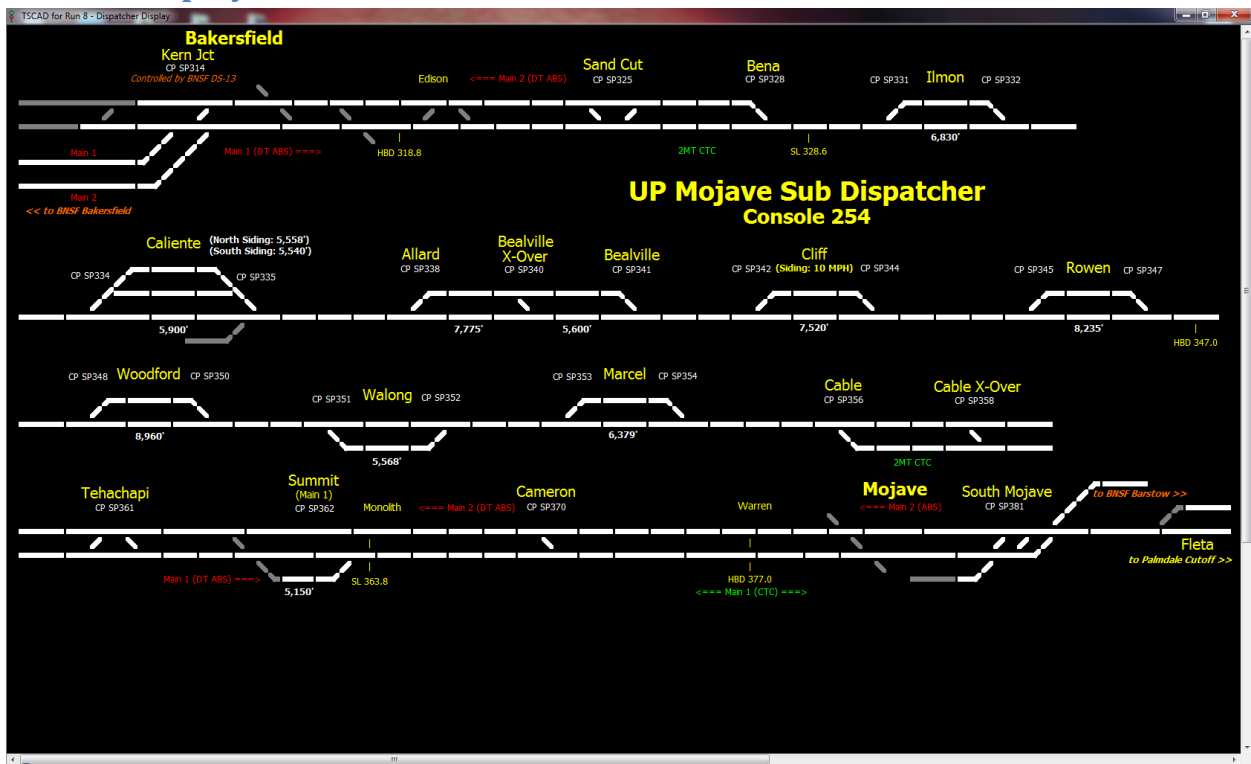 TSCAD for Run 8 - Dispatcher Display
Bakersfield
Kern Jct
CP SP314
Controlled by BNSF DS-13
Edison
<=== Main 2 (DT ABS)
Sand Cut
CP SP325
Bena
CP SP328
CP SP331
Ilmon
CP SP332
Main 1
Main 1 (DT ABS) ===>
HBD 318.8
2MT CTC
SL 328.6
6,830'
Main 2
<< to BNSF Bakersfield
UP Mojave Sub Dispatcher
Console 254
Caliente
(North Siding: 5,558')
(South Siding: 5,540')
CP SP334
CP SP335
Allard
CP SP338
Bealville
X-Over
CP SP340
Bealville
CP SP341
Cliff
CP SP342
(Siding: 10 MPH)
CP SP344
CP SP345
Rowen
CP SP347
5,900'
7,775'
5,600'
7,520'
8,235'
HBD 347.0
CP SP348
Woodford
CP SP350
CP SP351
Walong
CP SP352
CP SP353
Marcel
CP SP354
Cable
CP SP356
Cable X-Over
CP SP358
8,960'
5,568'
6,379'
2MT CTC
Tehachapi
CP SP361
Summit
(Main 1)
CP SP362
Monolith
<=== Main 2 (DT ABS)
Cameron
CP SP370
Warren
Mojave
<=== Main 2 (ABS)
South Mojave
CP SP381
to BNSF Barstow >>
Fleta
to Palmdale Cutoff >>
Main 1 (DT ABS) ===>
5,150'
SL 363.8
HBD 377.0
<=== Main 1 (CTC) ===>